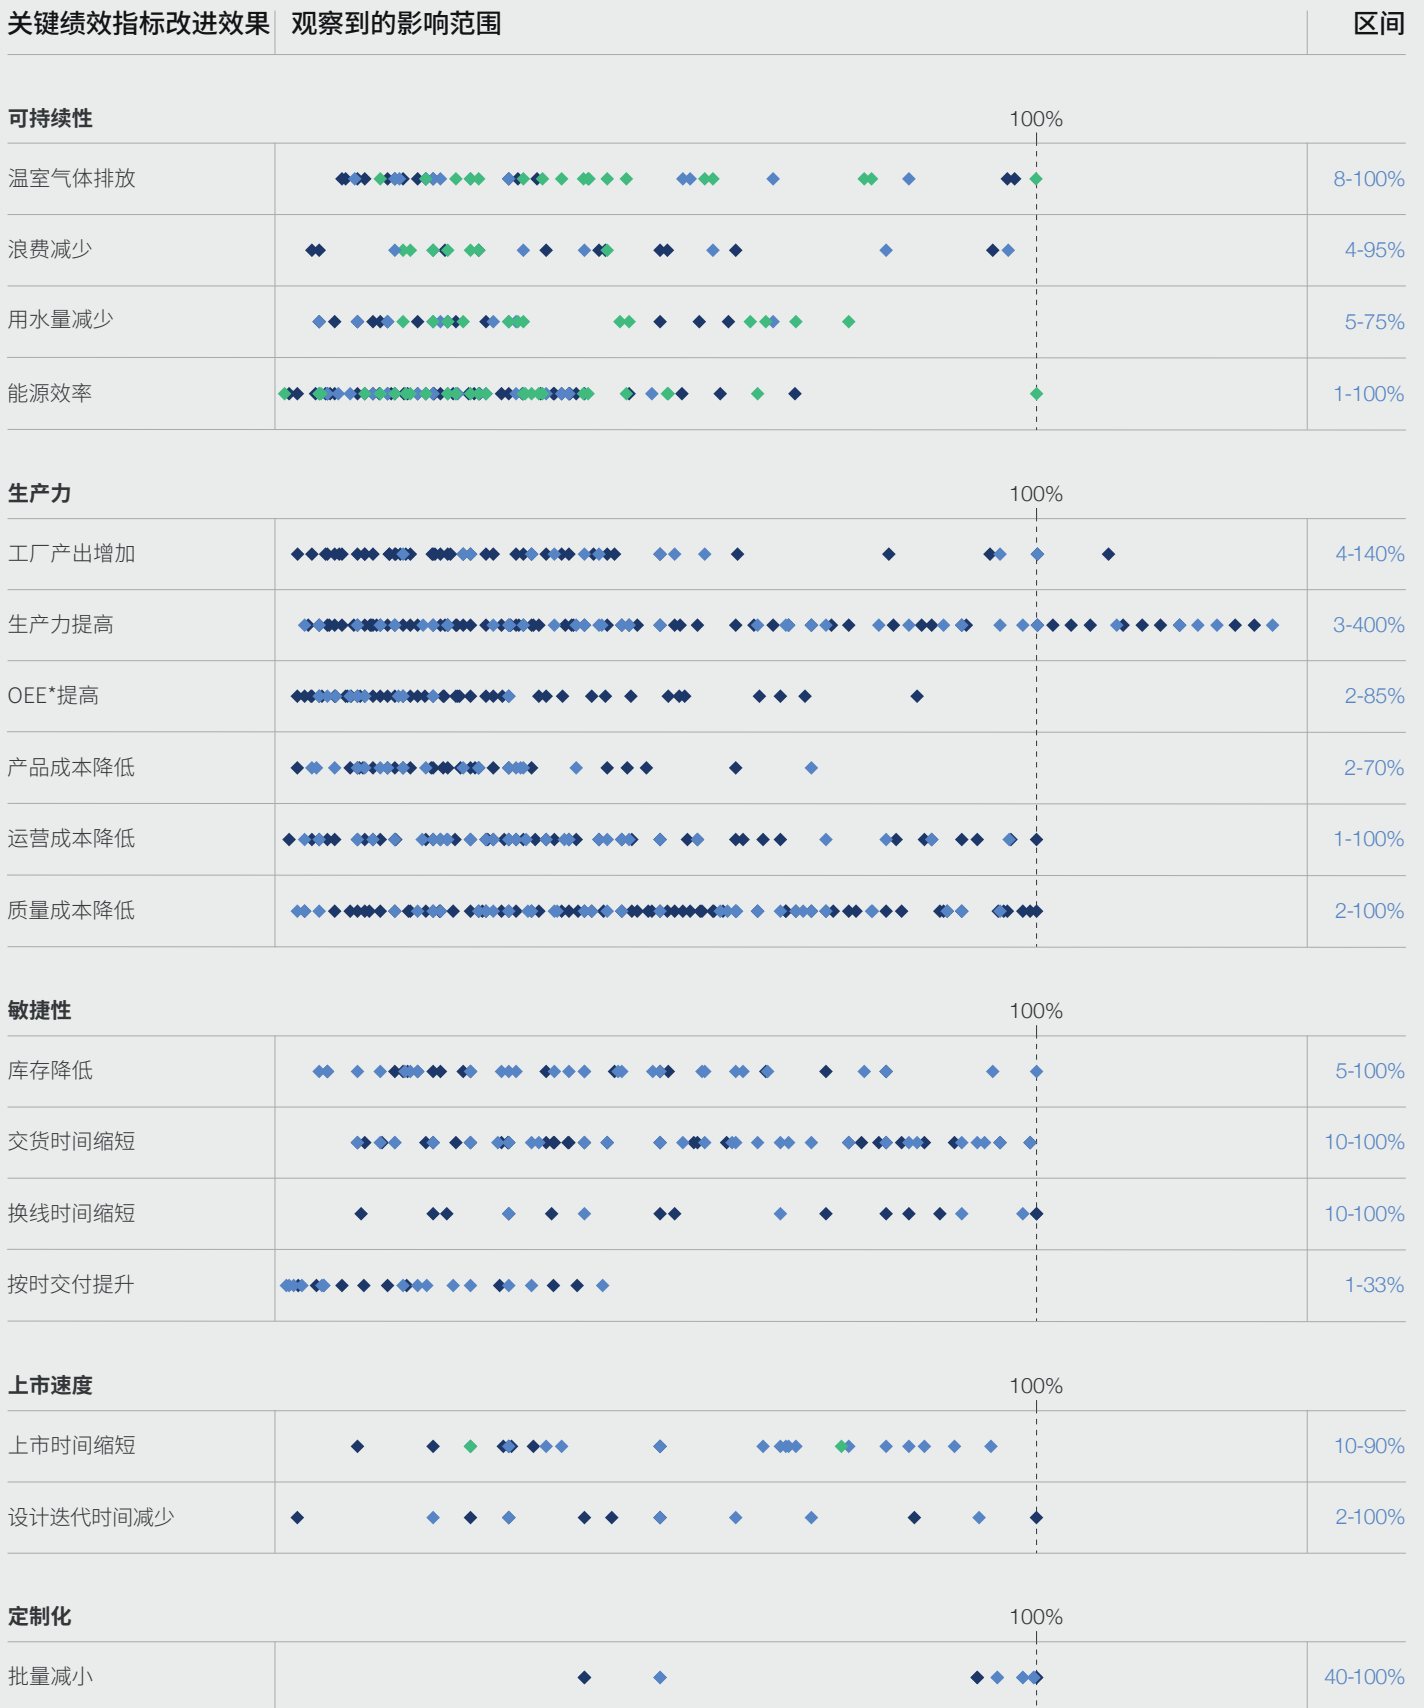 关键绩效指标改进效果 观察到的影响范围 区间
可持续性 100%
温室气体排放 8-100%
浪费减少 4-95%
用水量减少 5-75%
能源效率 1-100%
生产力 100%
工厂产出增加 4-140%
生产力提高 3-400%
OEE*提高 2-85%
产品成本降低 2-70%
运营成本降低 1-100%
质量成本降低 2-100%
敏捷性 100%
库存降低 5-100%
交货时间缩短 10-100%
换线时间缩短 10-100%
按时交付提升 1-33%
上市速度 100%
上市时间缩短 10-90%
设计迭代时间减少 2-100%
定制化 100%
批量减小 40-100%